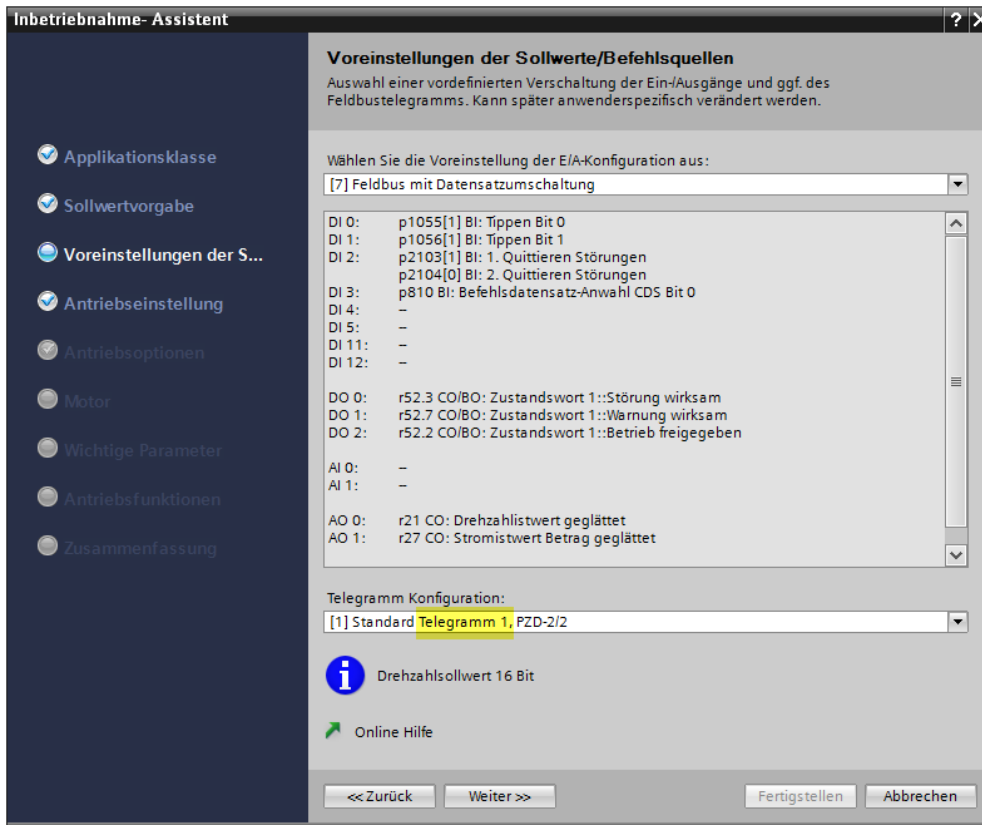 Inbetriebnahme- Assistent
? X
Voreinstellungen der Sollwerte/Befehlsquellen
Auswahl einer vordefinierten Verschaltung der Ein-/Ausgänge und ggf. des
Feldbustelegramms. Kann später anwenderspezifisch verändert werden.
Applikationsklasse
Sollwertvorgabe
Voreinstellungen der S...
Antriebseinstellung
Antriebsoptionen
Motor
Wichtige Parameter
Antriebsfunktionen
Zusammenfassung
Wählen Sie die Voreinstellung der E/A-Konfiguration aus:
[7] Feldbus mit Datensatzumschaltung
DI 0: p1055[1] BI: Tippen Bit 0
DI 1: p1056[1] BI: Tippen Bit 1
DI 2: p2103[1] BI: 1. Quittieren Störungen
p2104[0] BI: 2. Quittieren Störungen
DI 3: p810 BI: Befehlsdatensatz-Anwahl CDS Bit 0
DI 4: –
DI 5: –
DI 11: –
DI 12: –
DO 0: r52.3 CO/BO: Zustandswort 1::Störung wirksam
DO 1: r52.7 CO/BO: Zustandswort 1::Warnung wirksam
DO 2: r52.2 CO/BO: Zustandswort 1::Betrieb freigegeben
AI 0: –
AI 1: –
AO 0: r21 CO: Drehzahlistwert geglättet
AO 1: r27 CO: Stromistwert Betrag geglättet
Telegramm Konfiguration:
[1] Standard Telegramm 1, PZD-2/2
Drehzahlsollwert 16 Bit
Online Hilfe
<< Zurück
Weiter >>
Fertigstellen
Abbrechen